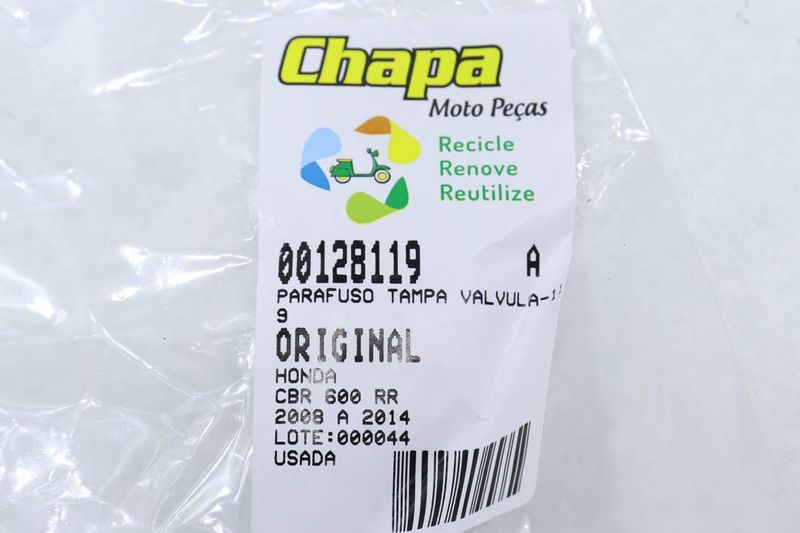 Chapa
Moto Peças
Recicle
Renove
Reutilize
00128119 A
PARAFUSO TAMPA VALVULA-
9
ORIGINAL
HONDA
CBR 600 RR
2008 A 2014
LOTE:000044
USADA